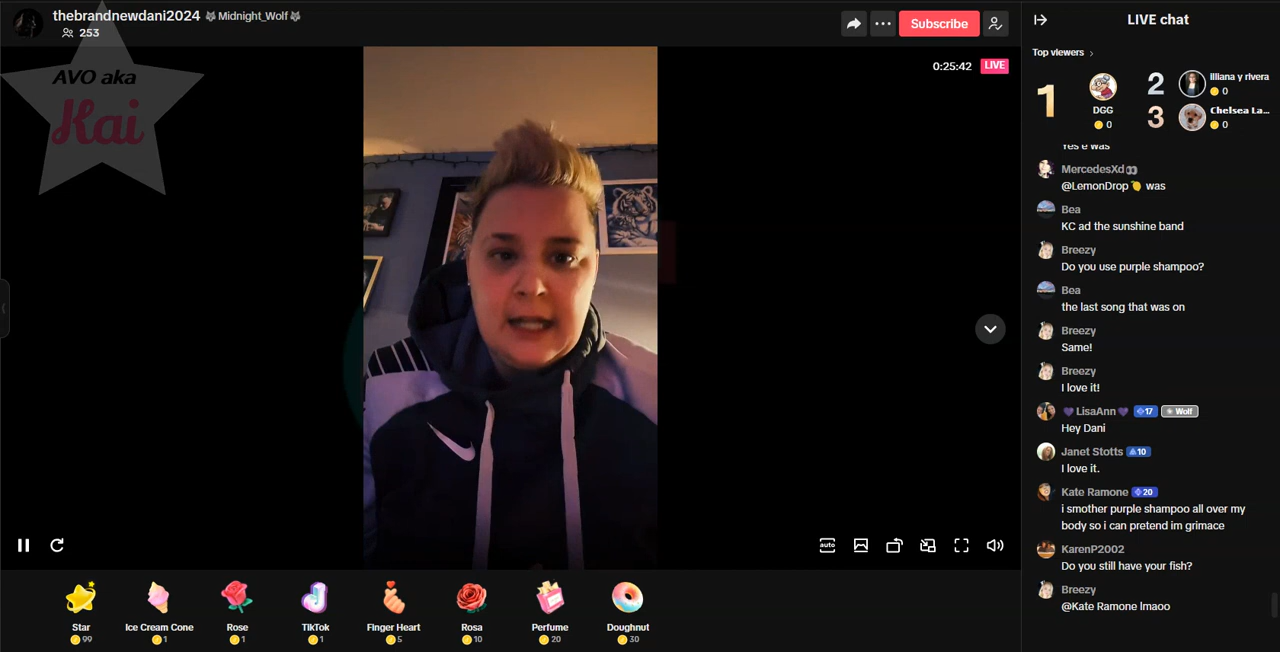 thebrandnewdani2024 🐺Midnight_Wolf🐺
253
Subscribe
AVO aka
Kai
0:25:42 LIVE
auto
Star
99
Ice Cream Cone
1
Rose
1
TikTok
1
Finger Heart
5
Rosa
10
Perfume
20
Doughnut
30
LIVE chat
Top viewers >
1
DGG
0
2
illiana y rivera
0
3
Chelsea La...
0
Yes e was
MercedesXd👀
@LemonDrop🍋 was
Bea
KC ad the sunshine band
Breezy
Do you use purple shampoo?
Bea
the last song that was on
Breezy
Same!
Breezy
I love it!
💜LisaAnn💜 17 Wolf
Hey Dani
Janet Stotts 10
I love it.
Kate Ramone 20
i smother purple shampoo all over my
body so i can pretend im grimace
KarenP2002
Do you still have your fish?
Breezy
@Kate Ramone lmaoo